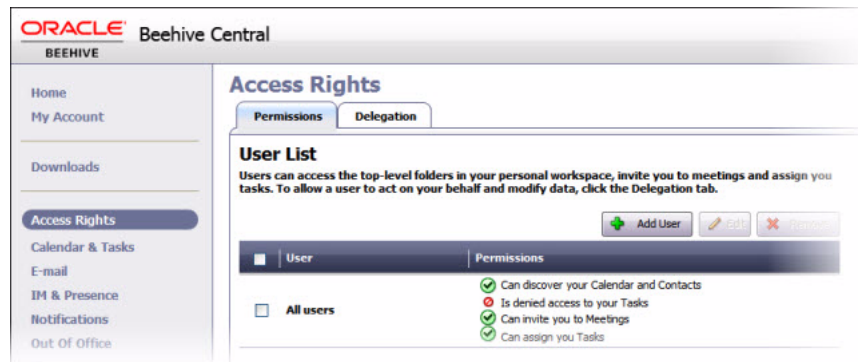 ORACLE Beehive Central
BEEHIVE
Home
My Account
Downloads
Access Rights
Calendar & Tasks
E-mail
IM & Presence
Notifications
Out Of Office
Access Rights
Permissions Delegation
User List
Users can access the top-level folders in your personal workspace, invite you to meetings and assign you
tasks. To allow a user to act on your behalf and modify data, click the Delegation tab.
Add User Edit
User Permissions
All users
Can discover your Calendar and Contacts
Is denied access to your Tasks
Can invite you to Meetings
Can assign you Tasks